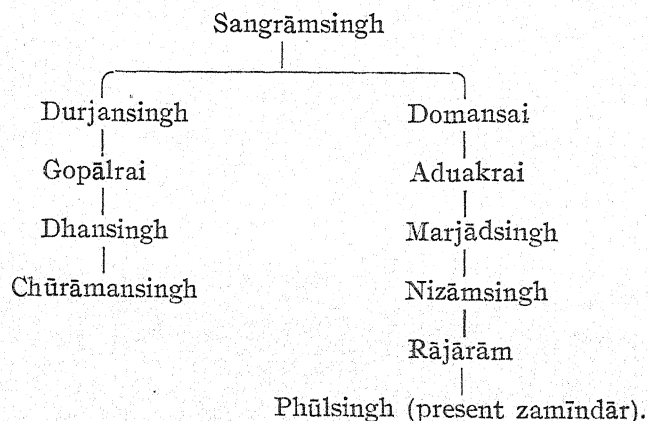 Sangrāmsingh
Durjansingh Domansai
Gopālrai Aduakrai
Dhansingh Marjādsingh
Chūrāmansingh Nizāmsingh
Rājārām
Phūlsingh (present zamīndār).